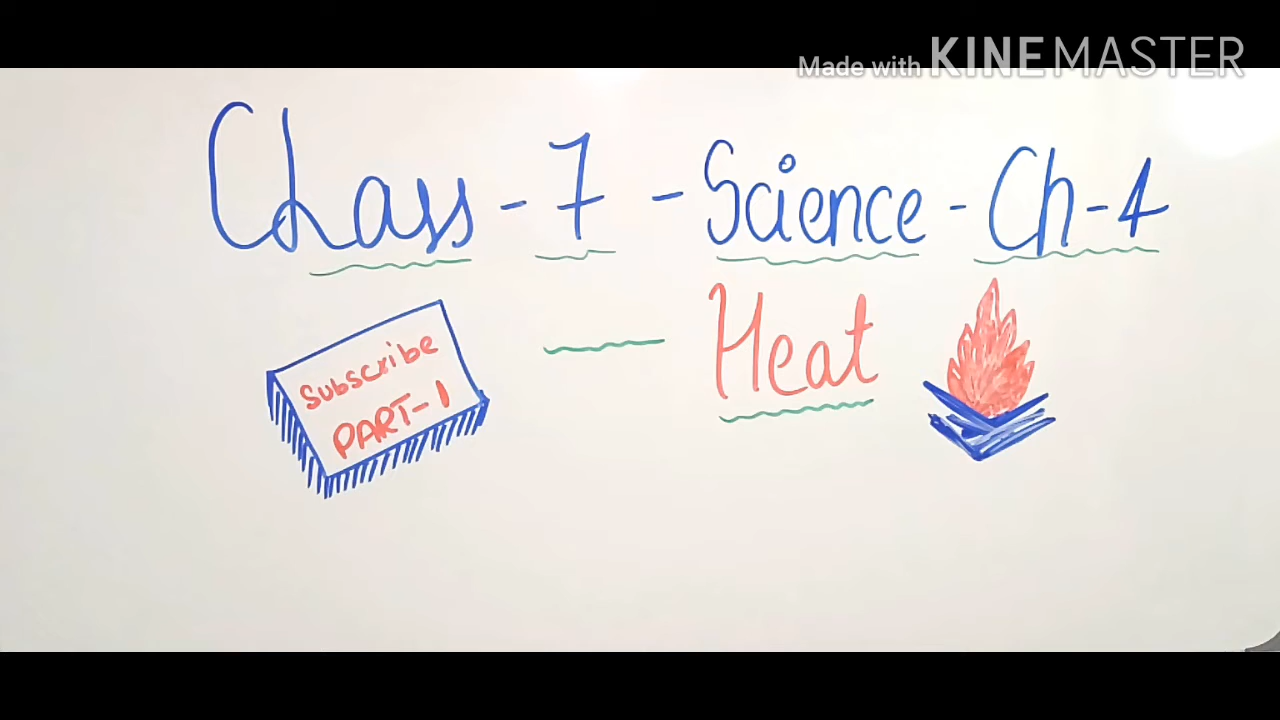 Made with KINEMASTER
Class - 7 - Science - Ch - 4
Heat
Subscribe
PART-1